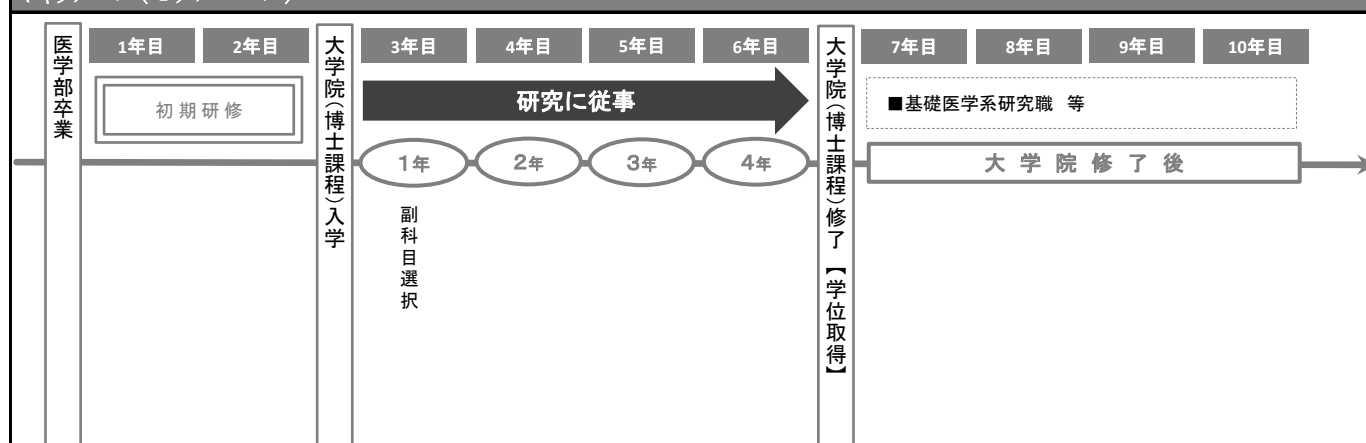 医学部卒業
1年目
2年目
初期研修
大学院(博士課程)入学
3年目
4年目
5年目
6年目
研究に従事
1年
2年
3年
4年
副科目選択
大学院(博士課程)修了 【学位取得】
7年目
8年目
9年目
10年目
■基礎医学系研究職 等
大学院修了後